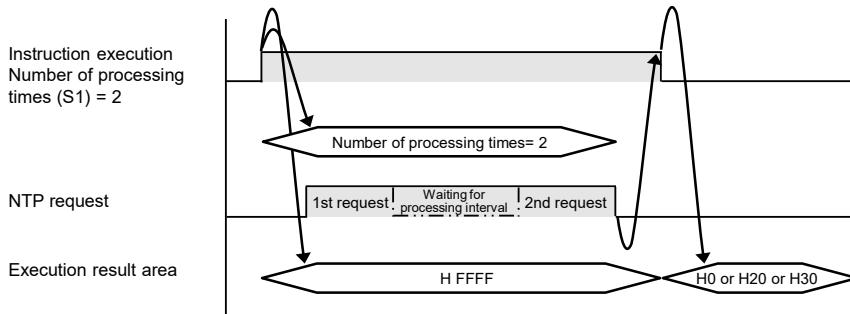 Instruction execution
Number of processing
times (S1) = 2
Number of processing times= 2
NTP request
1st request
Waiting for
processing interval
2nd request
Execution result area
H FFFF
H0 or H20 or H30